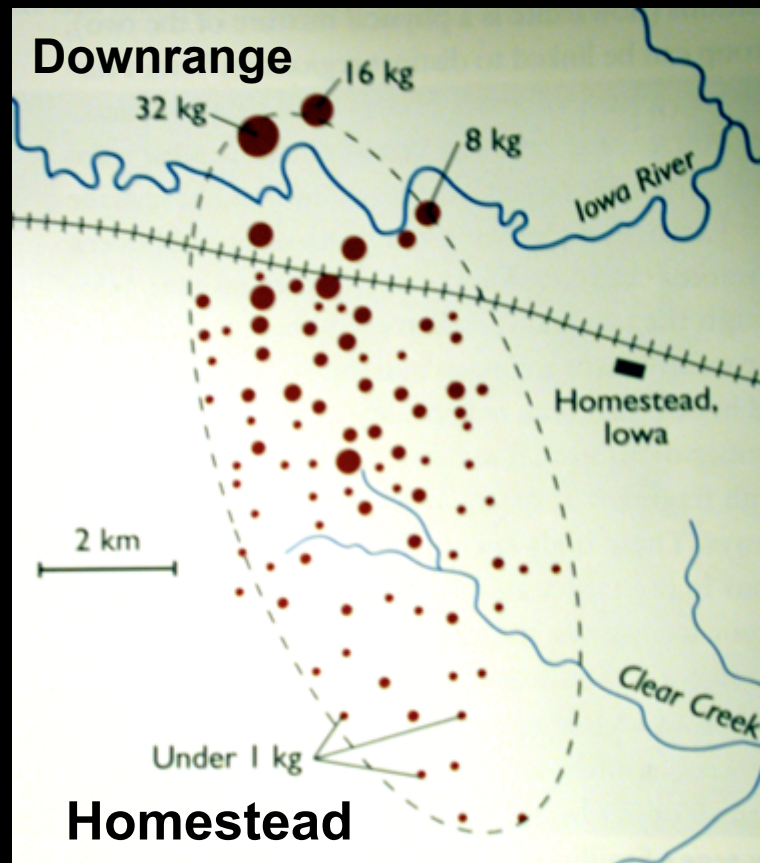 Downrange
16 kg
32 kg
8 kg
Iowa River
Homestead,
Iowa
2 km
Clear Creek
Under 1 kg
Homestead